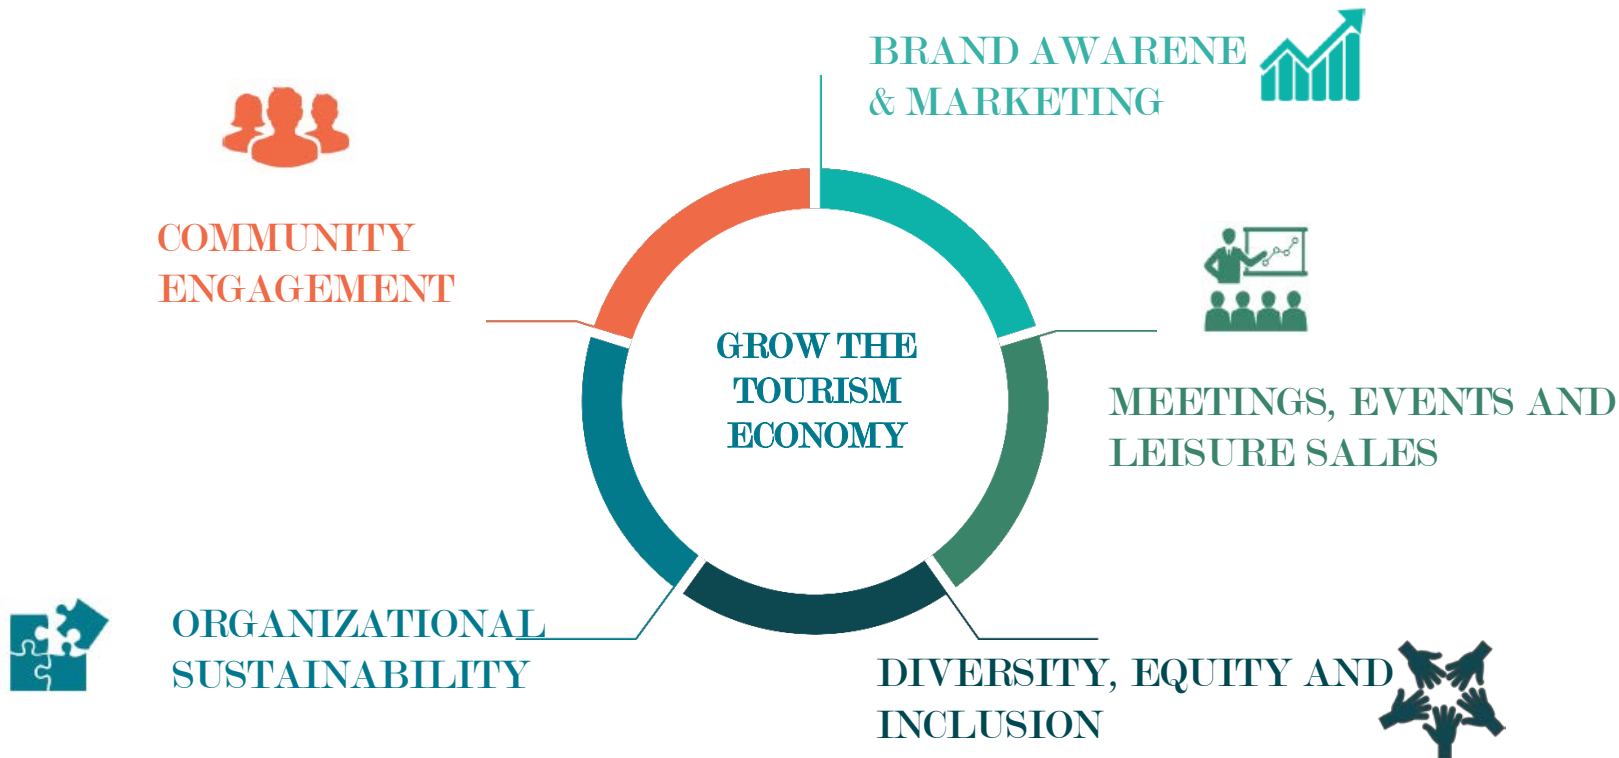 BRAND AWARENE
& MARKETING
COMMUNITY
ENGAGEMENT
GROW THE
TOURISM
ECONOMY
MEETINGS, EVENTS AND
LEISURE SALES
ORGANIZATIONAL
SUSTAINABILITY
DIVERSITY, EQUITY AND
INCLUSION